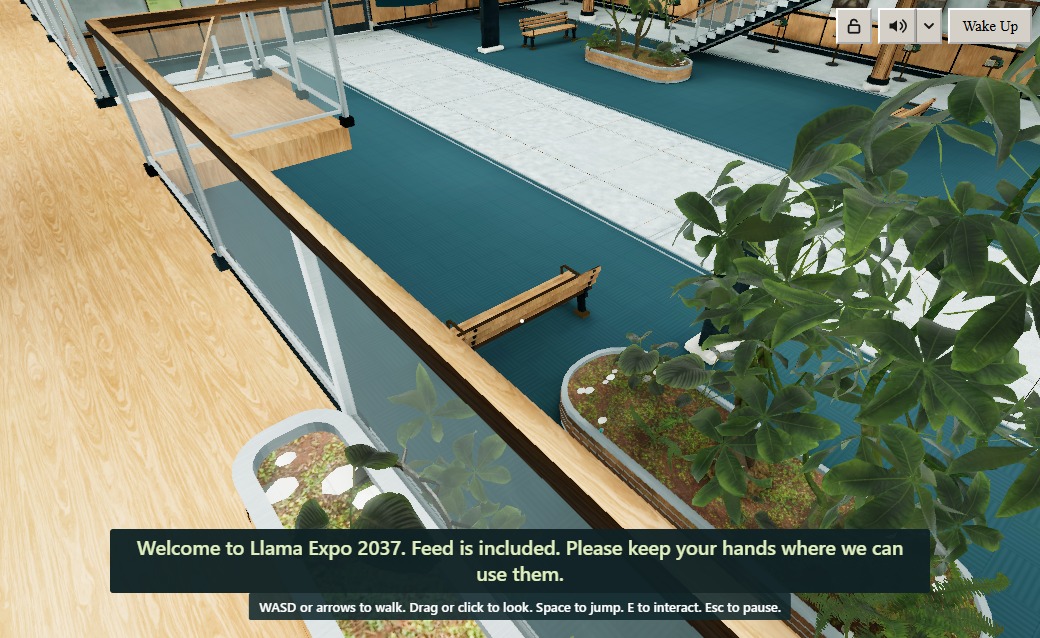 Wake Up
Welcome to Llama Expo 2037. Feed is included. Please keep your hands where we can
use them.
WASD or arrows to walk. Drag or click to look. Space to jump. E to interact. Esc to pause.